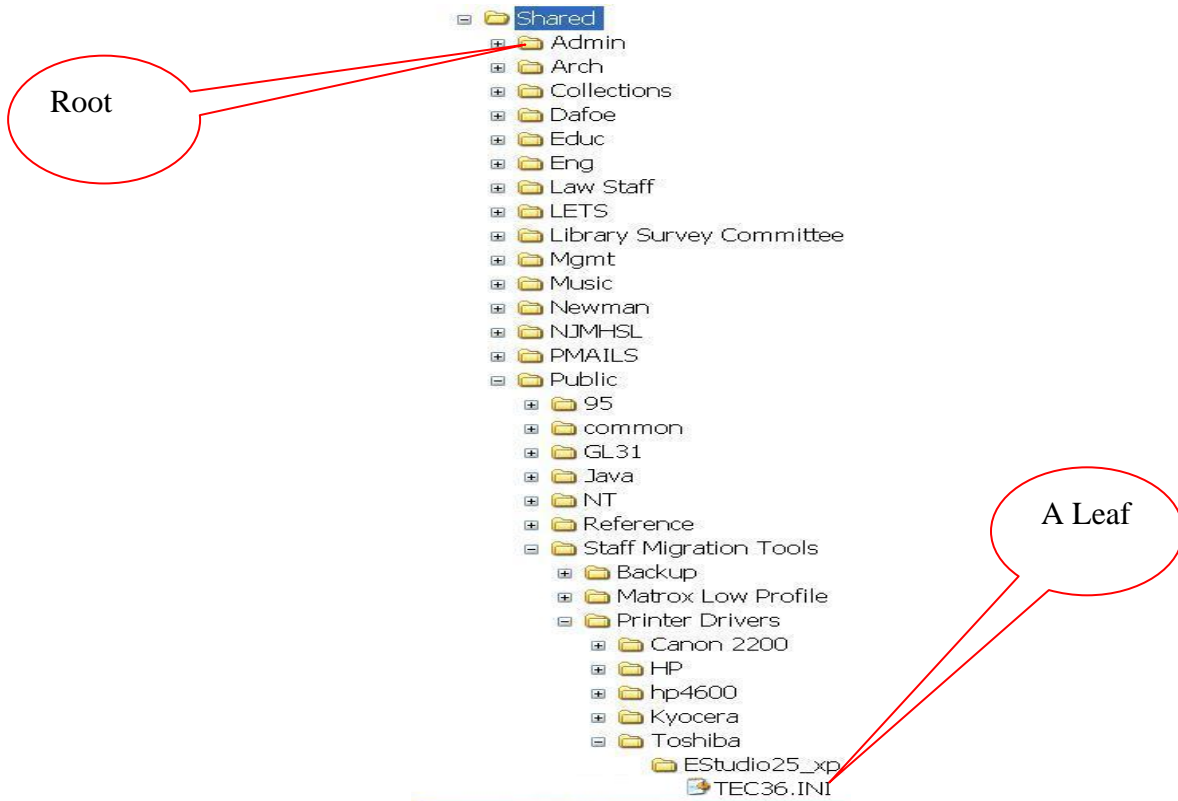 Shared
Admin
Arch
Root
Collections
Dafoe
Educ
Eng
Law Staff
LETS
Library Survey Committee
Mgmt
Music
Newman
NJMHSL
PMAILS
Public
95
common
GL31
Java
NT
A Leaf
Reference
Staff Migration Tools
Backup
Matrox Low Profile
Printer Drivers
Canon 2200
HP
hp4600
Kyocera
Toshiba
EStudio25_xp
TEC36.INI